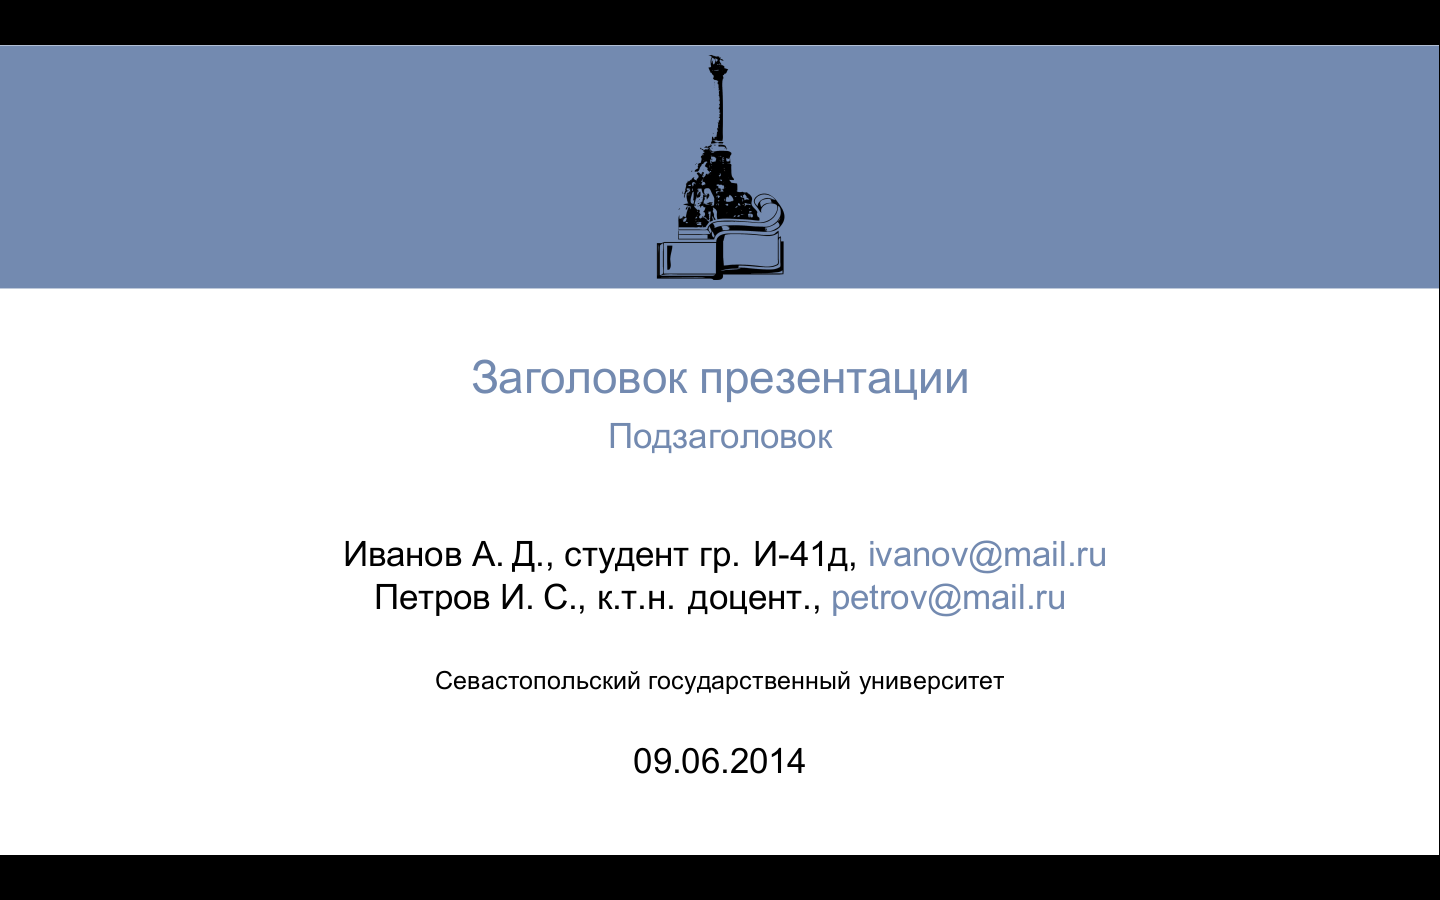 Заголовок презентации
Подзаголовок
Иванов А. Д., студент гр. И-41д, ivanov@mail.ru
Петров И. С., к.т.н. доцент., petrov@mail.ru
Севастопольский государственный университет
09.06.2014